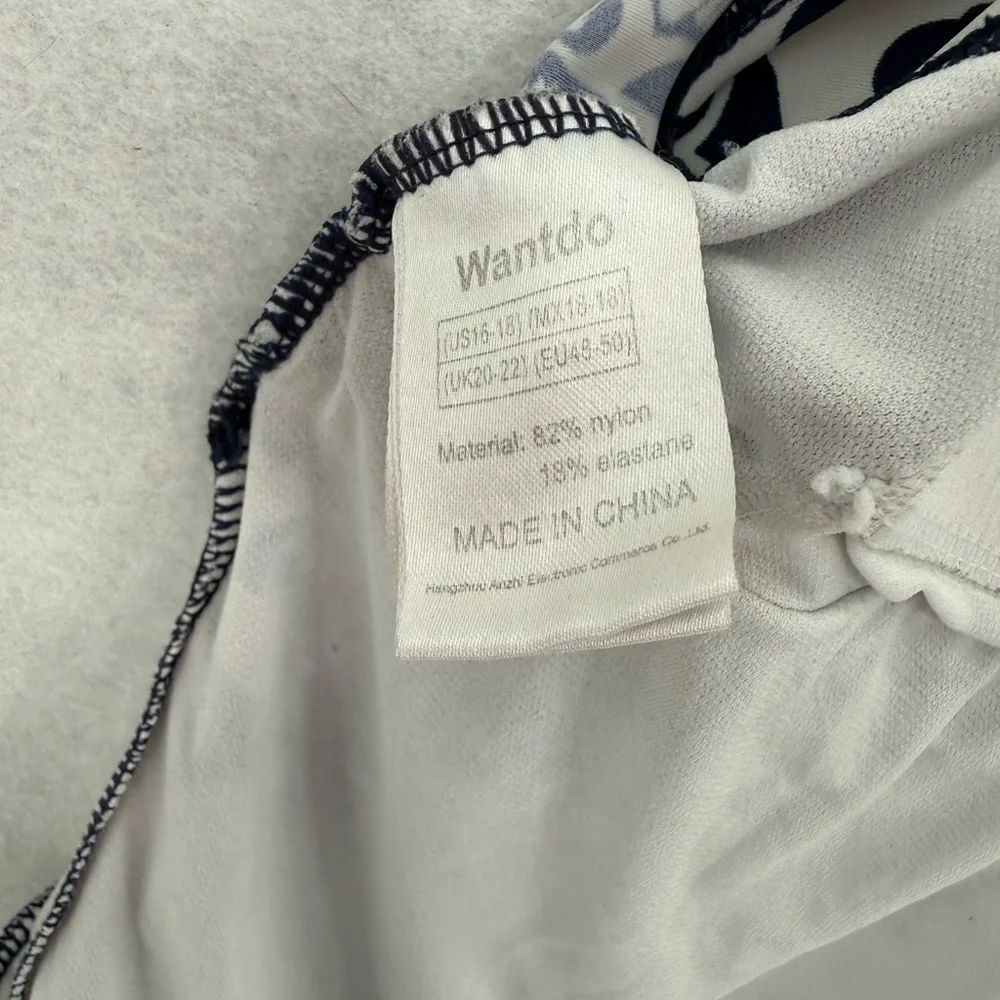 Wantdo
(US16-18) (MX18-18)
(UK20-22) (EU48-50)
Material: 82% nylon
18% elastane
MADE IN CHINA
Hangzhou Anzhi Electronic Commerce Co.,Ltd.